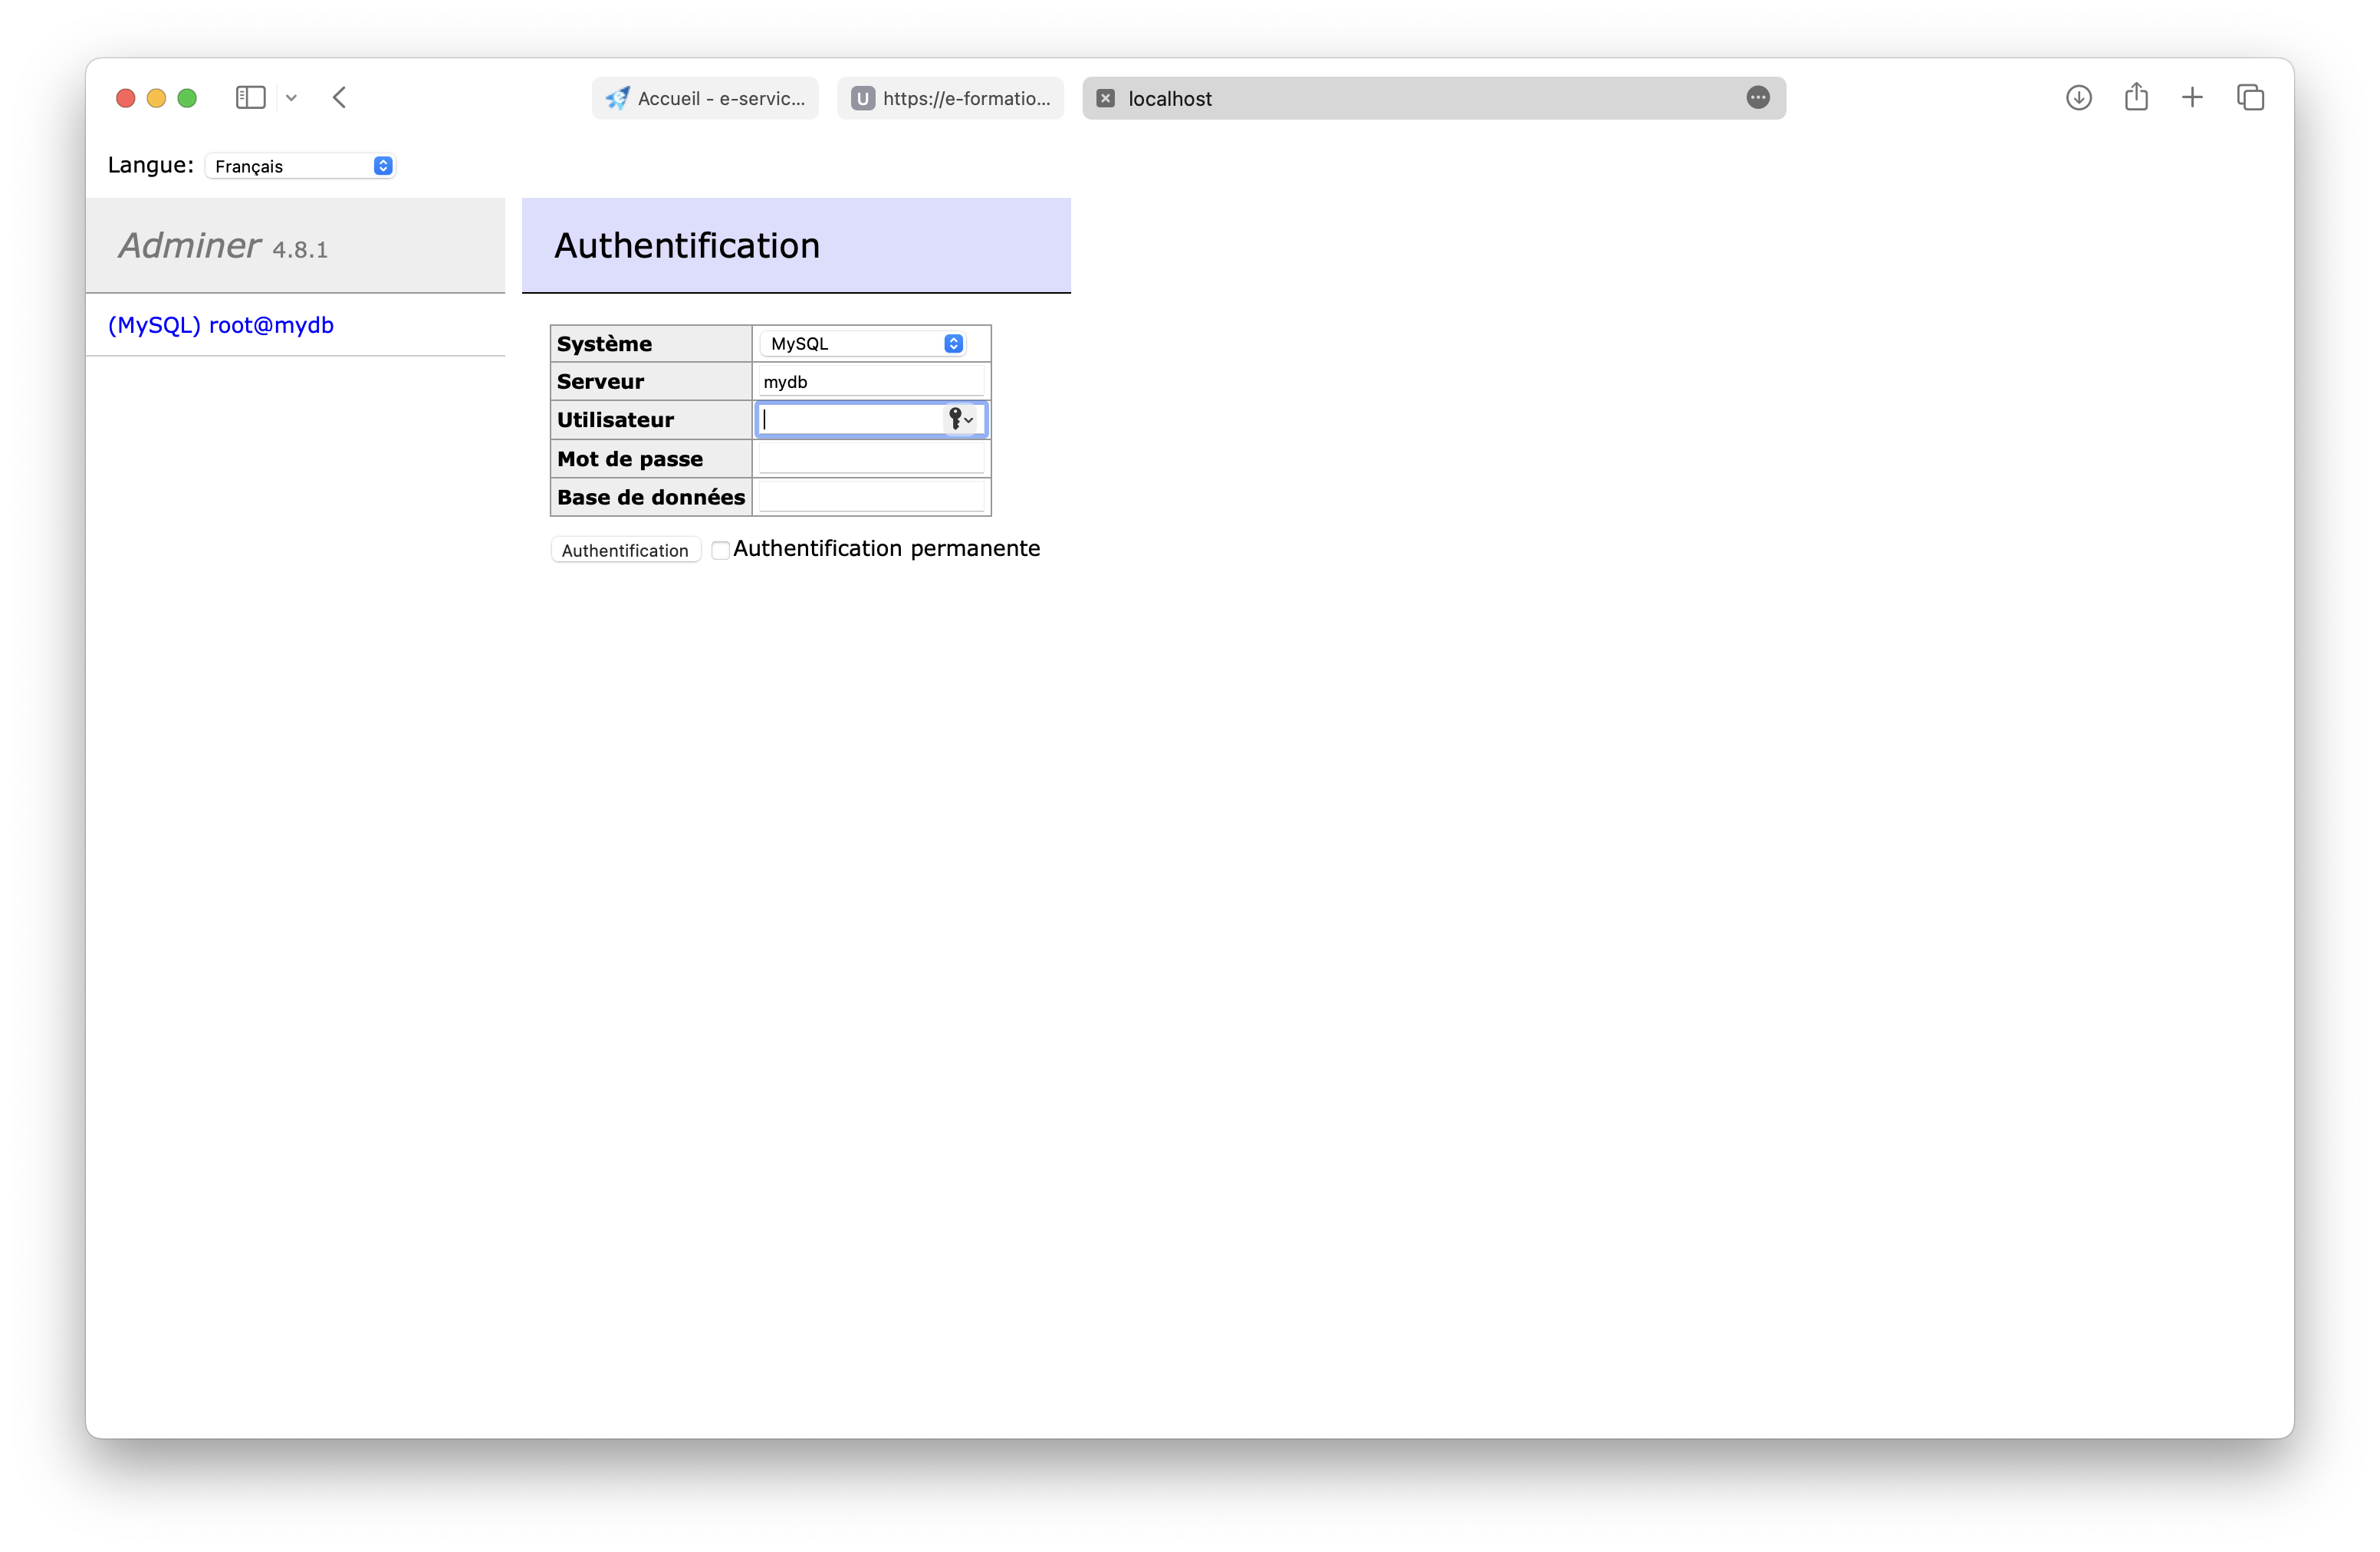 Accueil - e-servic...
U https://e-formatio...
localhost
Langue: Français
Adminer 4.8.1
Authentification
(MySQL) root@mydb
Système MySQL
Serveur mydb
Utilisateur
Mot de passe
Base de données
Authentification Authentification permanente